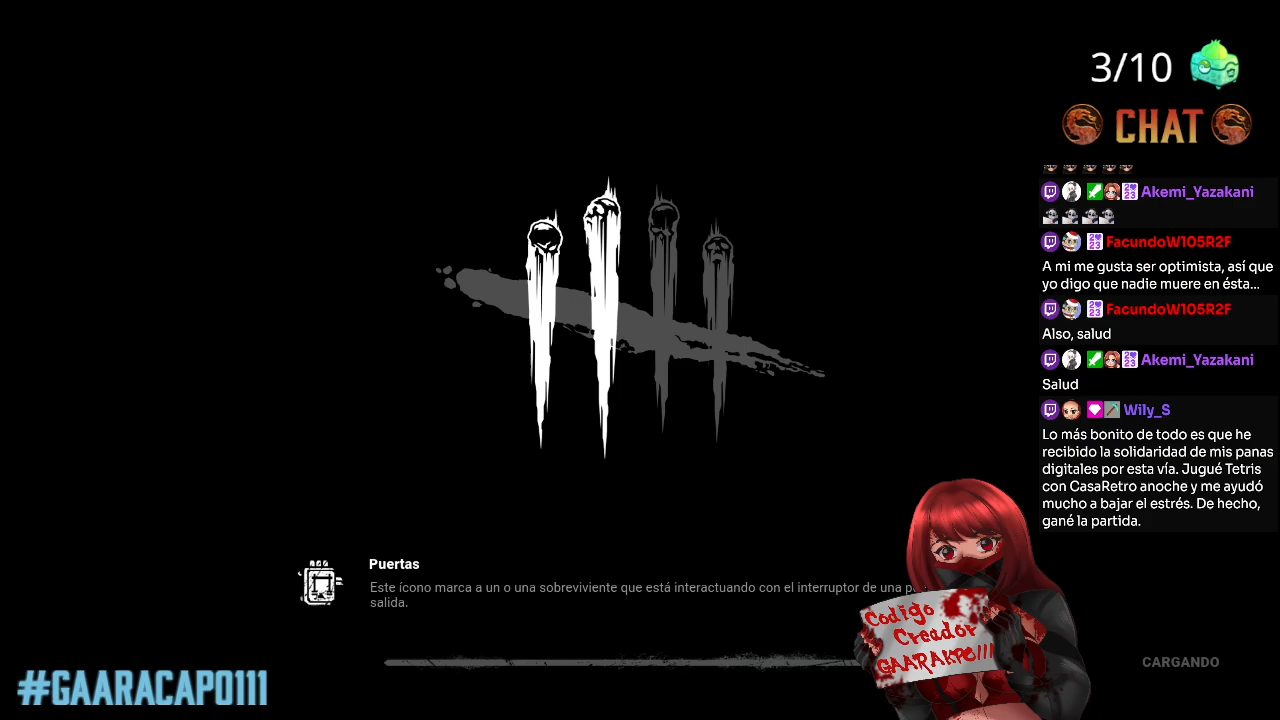 3/10
CHAT
Akemi_Yazakani
FacundoW105R2F
A mi me gusta ser optimista, así que
yo digo que nadie muere en ésta...
FacundoW105R2F
Also, salud
Akemi_Yazakani
Salud
Wily_S
Lo más bonito de todo es que he
recibido la solidaridad de mis panas
digitales por esta vía. Jugué Tetris
con CasaRetro anoche y me ayudó
mucho a bajar el estrés. De hecho,
gané la partida.
Puertas
Este ícono marca a un o una sobreviviente que está interactuando con el interruptor de una
salida.
Codigo
Creador
GAARAKPO111
CARGANDO
#GAARACAPO111